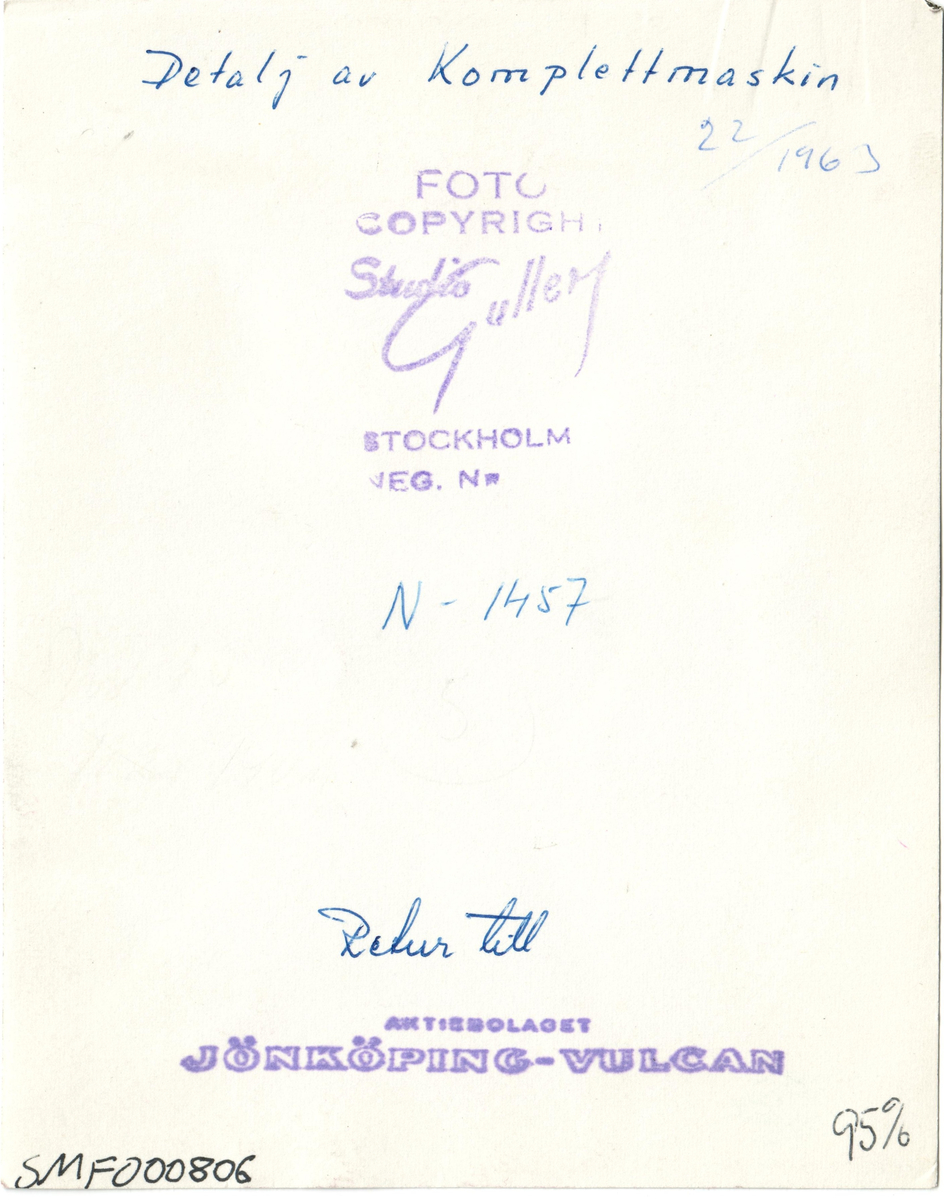 Detalj av Komplettmaskin
22/1963
FOTO
COPYRIGHT
Studio Gullers
STOCKHOLM
NEG. Nr
N - 1457
5
Retur till
AKTIEBOLAGET
JÖNKÖPING-VULCAN
95%
SMF000806